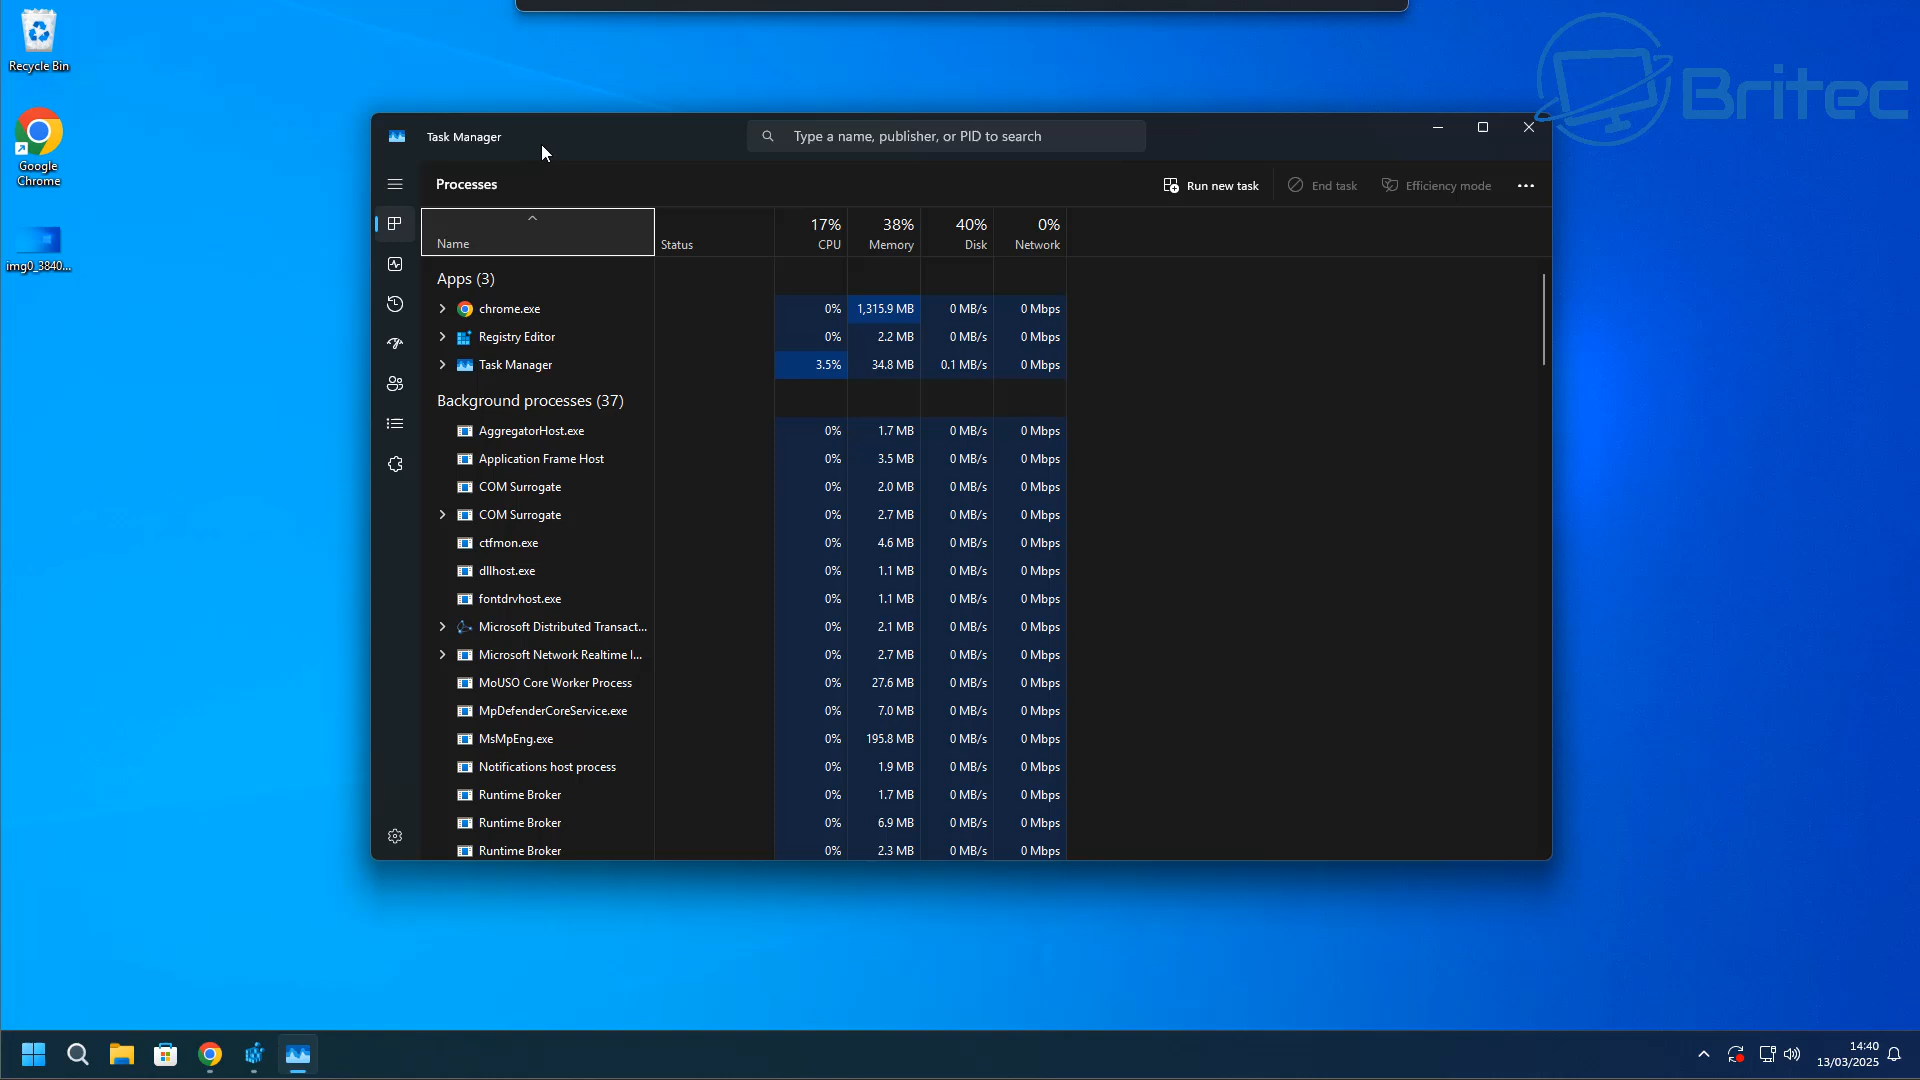 Recycle Bin
Google
Chrome
img0_3840...
Britec
Task Manager
Type a name, publisher, or PID to search
Processes
Run new task
End task
Efficiency mode
Name
Status
17%
CPU
38%
Memory
40%
Disk
0%
Network
Apps (3)
chrome.exe 0% 1,315.9 MB 0 MB/s 0 Mbps
Registry Editor 0% 2.2 MB 0 MB/s 0 Mbps
Task Manager 3.5% 34.8 MB 0.1 MB/s 0 Mbps
Background processes (37)
AggregatorHost.exe 0% 1.7 MB 0 MB/s 0 Mbps
Application Frame Host 0% 3.5 MB 0 MB/s 0 Mbps
COM Surrogate 0% 2.0 MB 0 MB/s 0 Mbps
COM Surrogate 0% 2.7 MB 0 MB/s 0 Mbps
ctfmon.exe 0% 4.6 MB 0 MB/s 0 Mbps
dllhost.exe 0% 1.1 MB 0 MB/s 0 Mbps
fontdrvhost.exe 0% 1.1 MB 0 MB/s 0 Mbps
Microsoft Distributed Transact... 0% 2.1 MB 0 MB/s 0 Mbps
Microsoft Network Realtime I... 0% 2.7 MB 0 MB/s 0 Mbps
MoUSO Core Worker Process 0% 27.6 MB 0 MB/s 0 Mbps
MpDefenderCoreService.exe 0% 7.0 MB 0 MB/s 0 Mbps
MsMpEng.exe 0% 195.8 MB 0 MB/s 0 Mbps
Notifications host process 0% 1.9 MB 0 MB/s 0 Mbps
Runtime Broker 0% 1.7 MB 0 MB/s 0 Mbps
Runtime Broker 0% 6.9 MB 0 MB/s 0 Mbps
Runtime Broker 0% 2.3 MB 0 MB/s 0 Mbps
14:40
13/03/2025